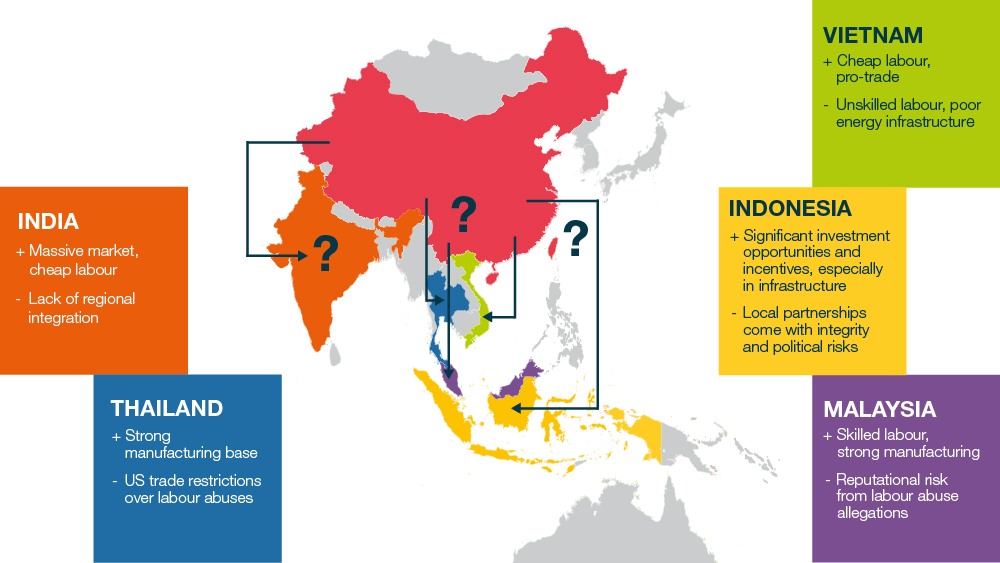 VIETNAM
+ Cheap labour,
pro-trade
- Unskilled labour, poor
energy infrastructure
INDIA
+ Massive market,
cheap labour
- Lack of regional
integration
?
?
?
INDONESIA
+ Significant investment
opportunities and
incentives, especially
in infrastructure
- Local partnerships
come with integrity
and political risks
THAILAND
+ Strong
manufacturing base
- US trade restrictions
over labour abuses
MALAYSIA
+ Skilled labour,
strong manufacturing
- Reputational risk
from labour abuse
allegations